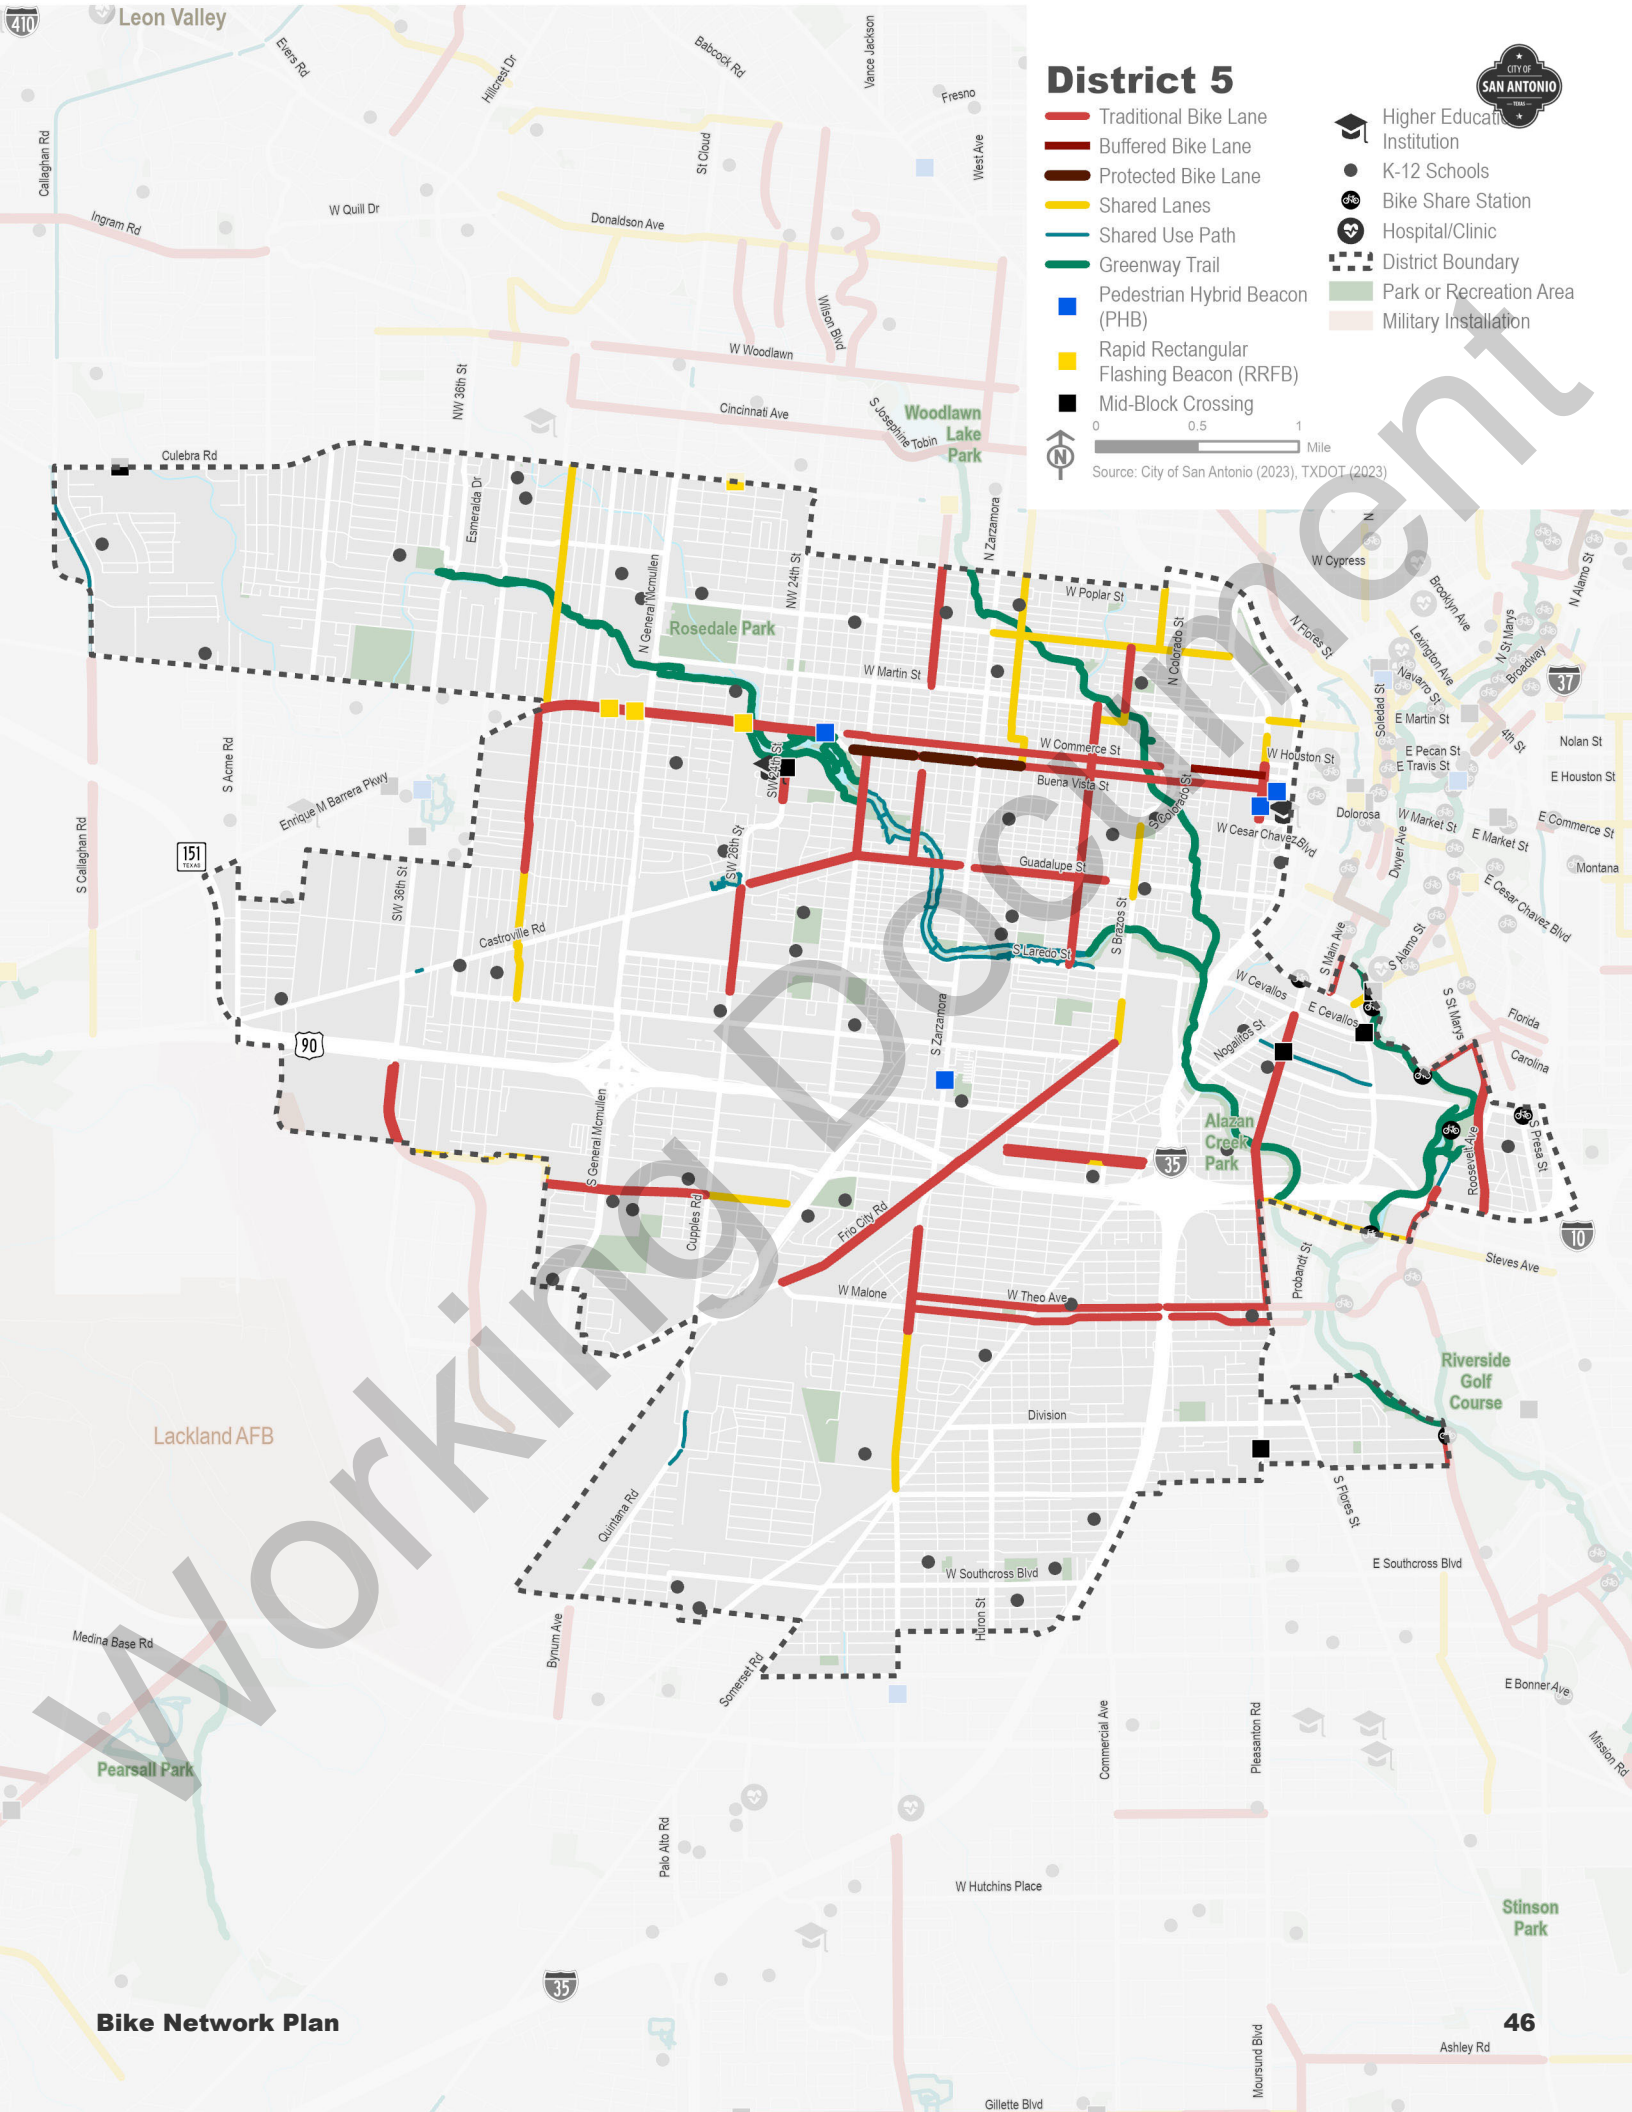 410
Leon Valley
Evers Rd
Hillcrest Dr
Babcock Rd
Vance Jackson
Fresno
West Ave
St Cloud
Callaghan Rd
Ingram Rd
W Quill Dr
Donaldson Ave
Wilson Blvd
W Woodlawn
NW 36th St
Cincinnati Ave
S Josephine Tobin
Woodlawn
Lake
Park
District 5
CITY OF
SAN ANTONIO
TEXAS
Traditional Bike Lane
Buffered Bike Lane
Protected Bike Lane
Shared Lanes
Shared Use Path
Greenway Trail
Pedestrian Hybrid Beacon
(PHB)
Rapid Rectangular
Flashing Beacon (RRFB)
Mid-Block Crossing
Higher Educati
Institution
K-12 Schools
Bike Share Station
Hospital/Clinic
District Boundary
Park or Recreation Area
Military Installation
0 0.5 1
Mile
N
Source: City of San Antonio (2023), TXDOT (2023)
Culebra Rd
Esmeralda Dr
N General Mcmullen
NW 24th St
N Zarzamora
W Poplar St
N Colorado St
Rosedale Park
W Martin St
N
W Cypress
Brooklyn Ave
N Alamo St
N Flores St
Lexington Ave
N St Marys
Broadway
37
Navarro St
Soledad St
E Martin St
4th St
Nolan St
W Commerce St
W Houston St
E Pecan St
E Travis St
E Houston St
Buena Vista St
S Acme Rd
Enrique M Barrera Pkwy
SW 24th St
S Colorado St
W Cesar Chavez Blvd
Dolorosa
W Market St
E Market St
E Commerce St
Dwyer Ave
Montana
S Callaghan Rd
151
TEXAS
SW 36th St
SW 26th St
Guadalupe St
E Cesar Chavez Blvd
Castroville Rd
S Brazos St
S Laredo St
S Main Ave
S Alamo St
W Cevallos
E Cevallos
S St Marys
Florida
Carolina
90
S Zarzamora
Nogalitos St
S General Mcmullen
Alazan
Creek
Park
35
Roosevelt Ave
S Presa St
10
Cupples Rd
Frio City Rd
Probandt St
Steves Ave
W Malone
W Theo Ave
Riverside
Golf
Course
Lackland AFB
Division
Quintana Rd
S Flores St
E Southcross Blvd
W Southcross Blvd
Huron St
Medina Base Rd
Bynum Ave
Somerset Rd
E Bonner Ave
Mission Rd
Commercial Ave
Pleasanton Rd
Pearsall Park
Palo Alto Rd
W Hutchins Place
Stinson
Park
35
Bike Network Plan
46
Moursund Blvd
Ashley Rd
Gillette Blvd
Working Document